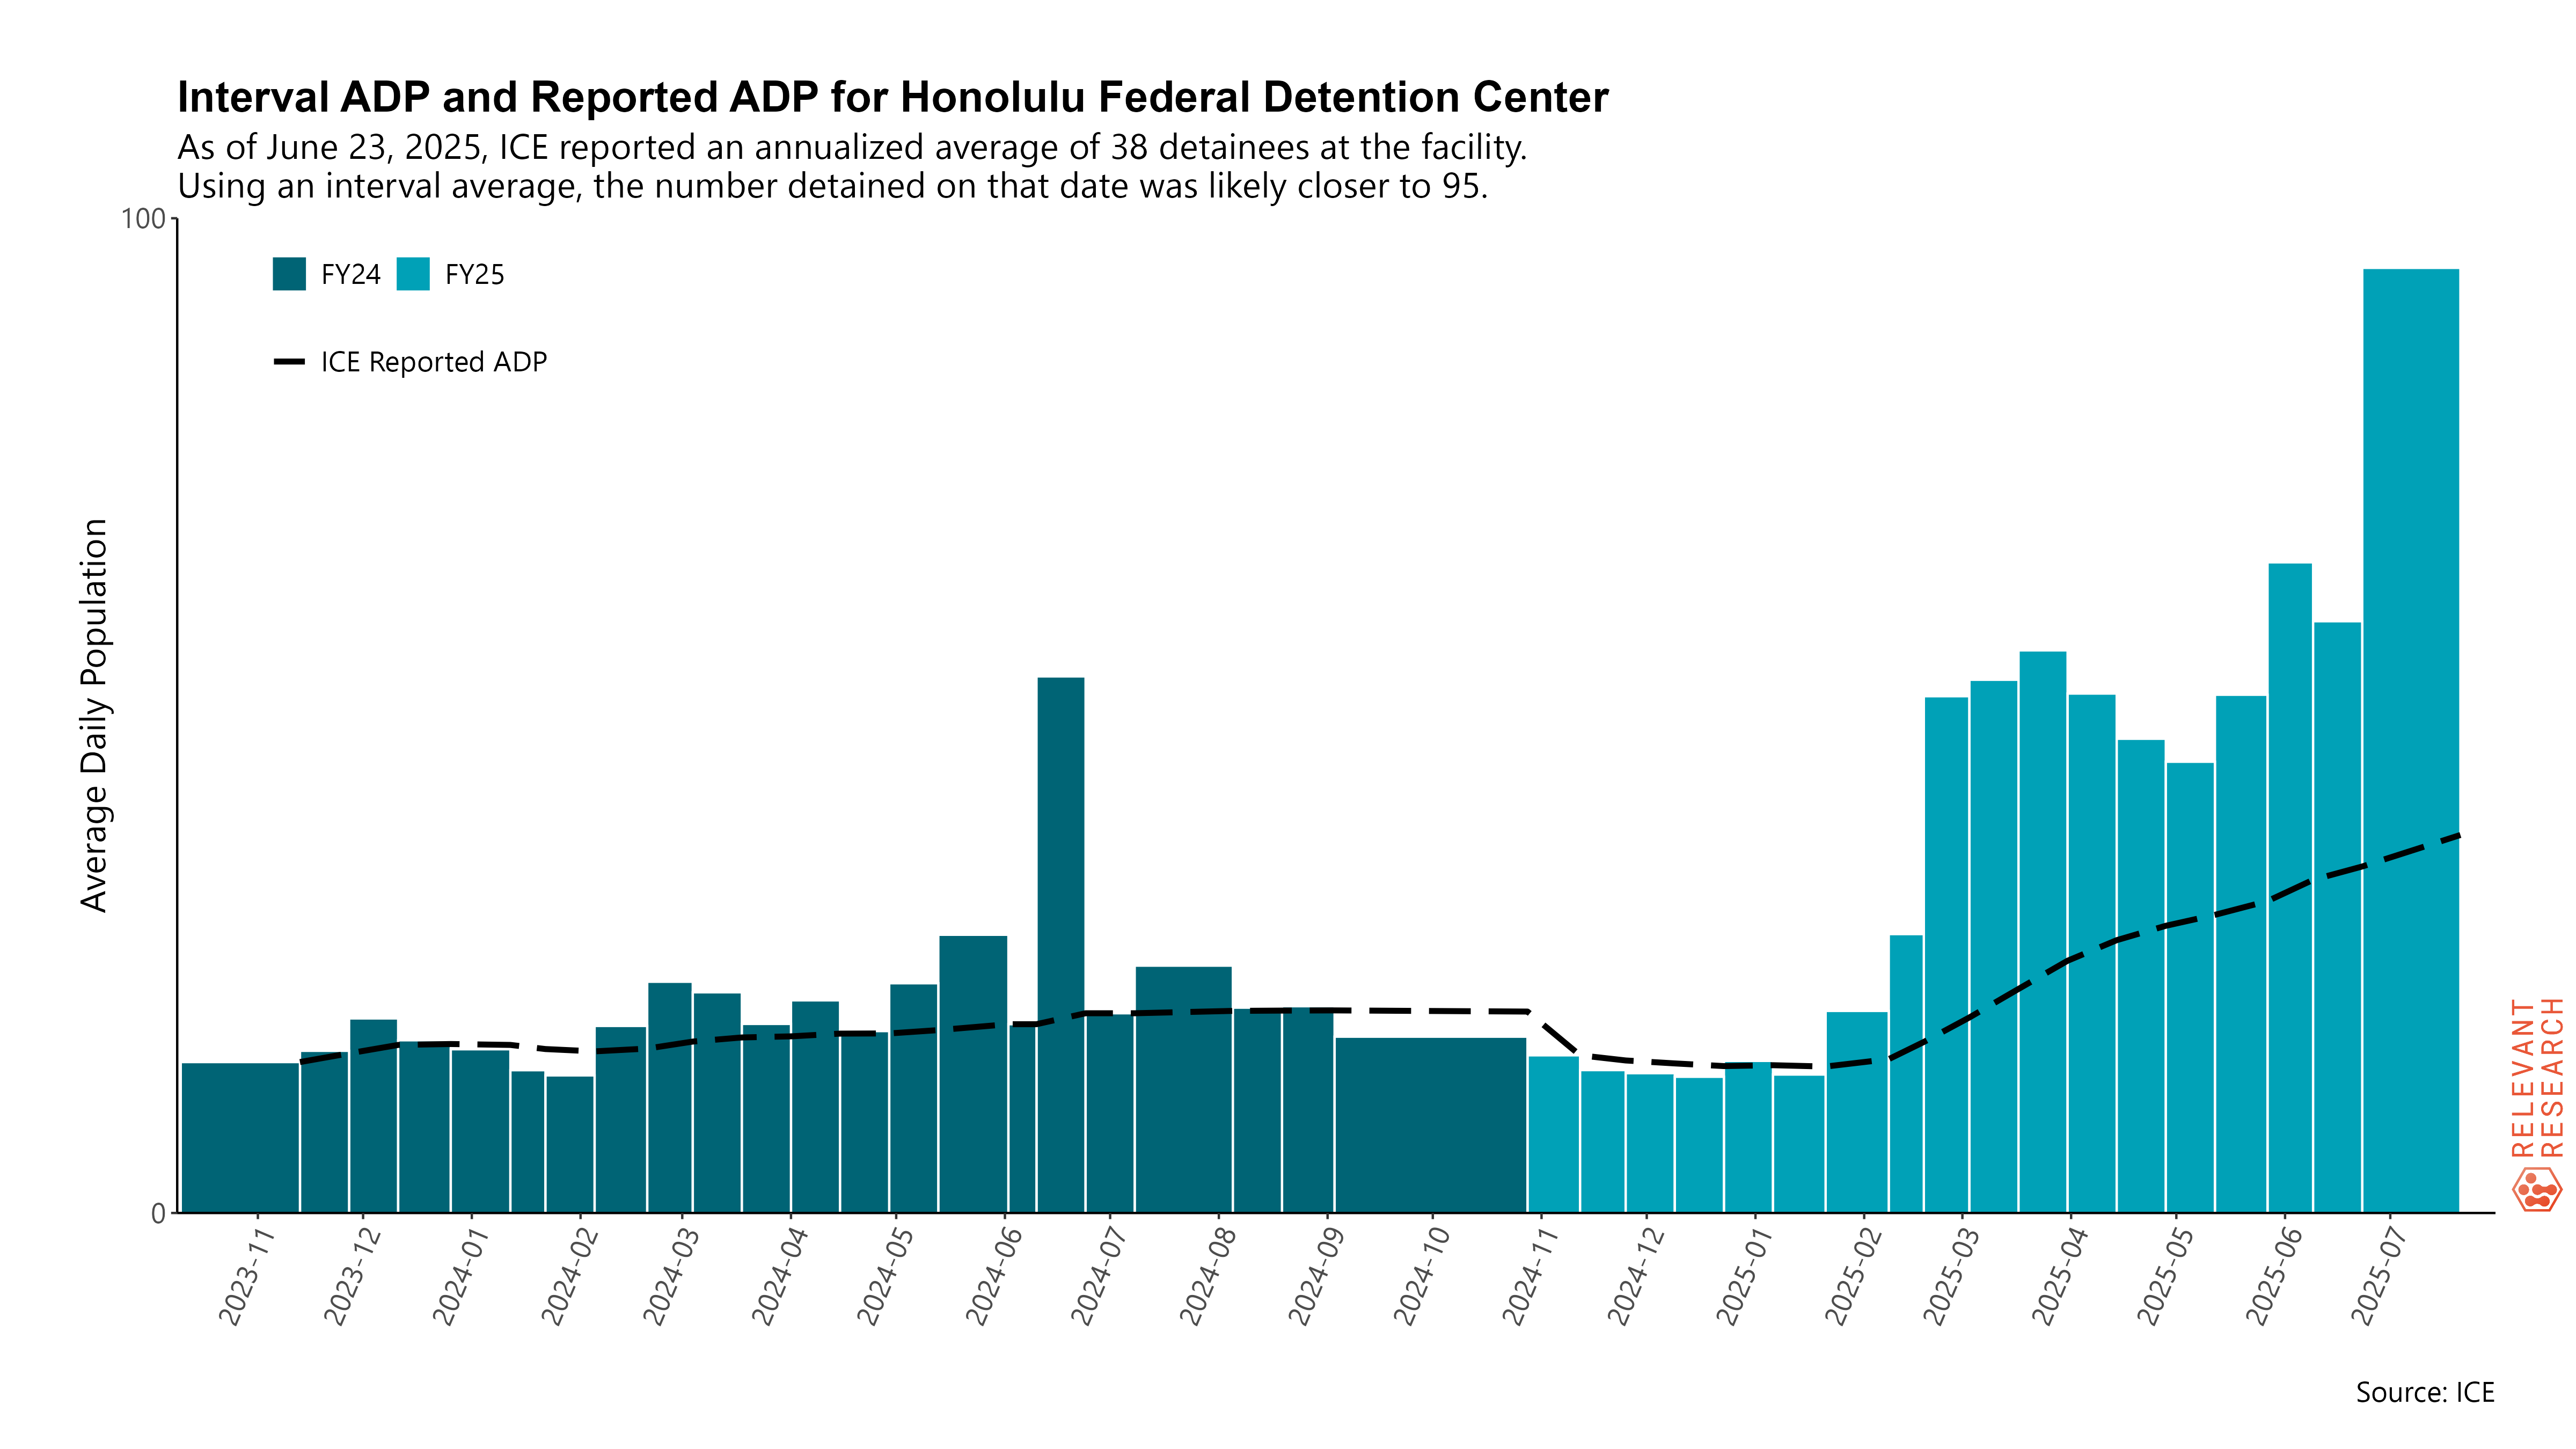 Interval ADP and Reported ADP for Honolulu Federal Detention Center
As of June 23, 2025, ICE reported an annualized average of 38 detainees at the facility.
Using an interval average, the number detained on that date was likely closer to 95.
100
FY24
FY25
ICE Reported ADP
Average Daily Population
0
2023-11
2023-12
2024-01
2024-02
2024-03
2024-04
2024-05
2024-06
2024-07
2024-08
2024-09
2024-10
2024-11
2024-12
2025-01
2025-02
2025-03
2025-04
2025-05
2025-06
2025-07
RELEVANT
RESEARCH
Source: ICE